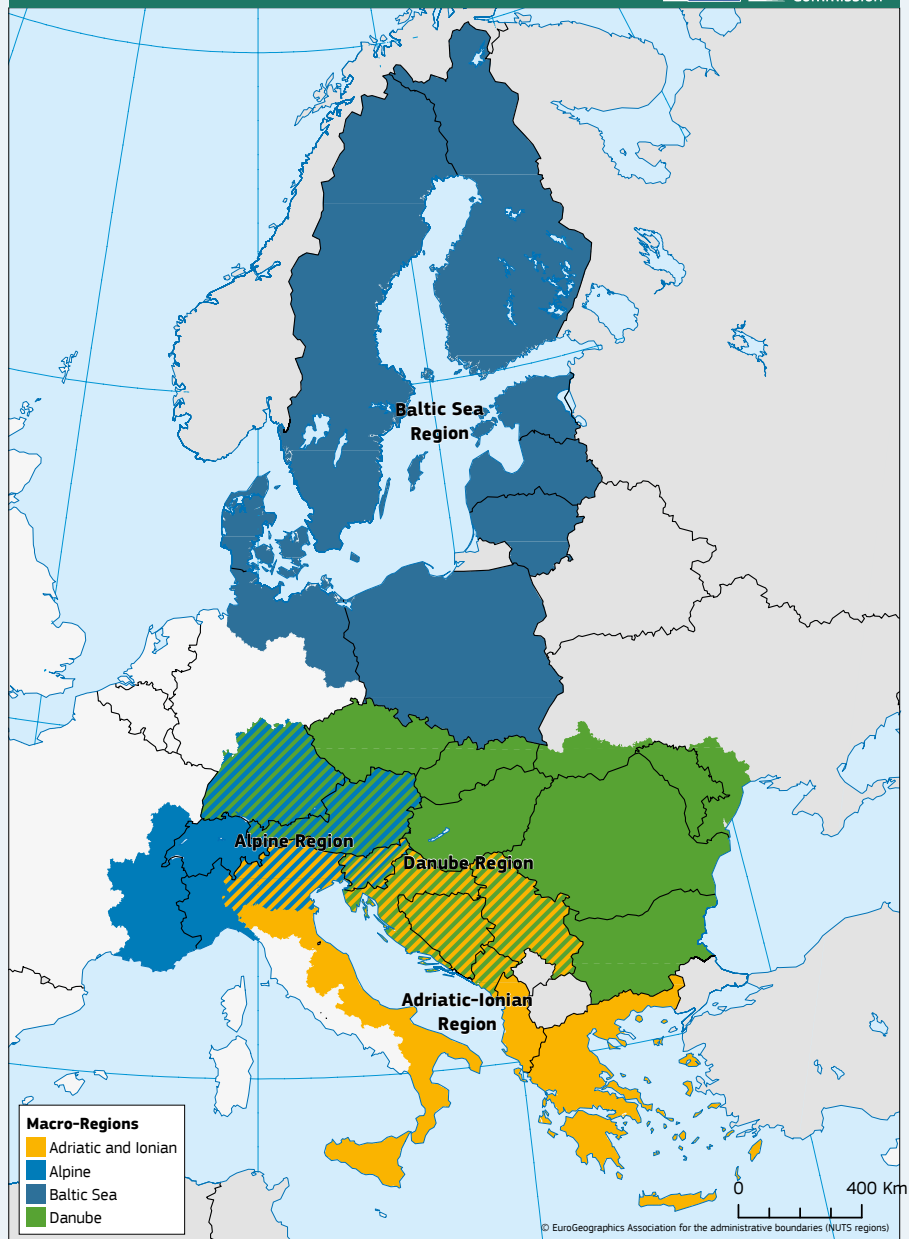 Commission
Baltic Sea
Region
Alpine Region
Danube Region
Adriatic-Ionian
Region
Macro-Regions
Adriatic and Ionian
Alpine
Baltic Sea
Danube
0 400 Km
© EuroGeographics Association for the administrative boundaries (NUTS regions)